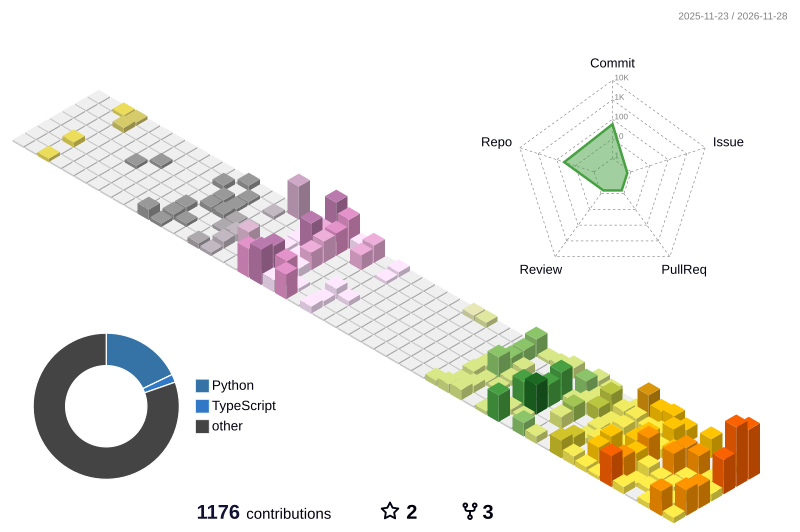 2025-11-23 / 2026-11-28
Commit
10K
1K
100
10
1
Repo
Issue
Review
PullReq
Python
TypeScript
other
1176 contributions
2
3